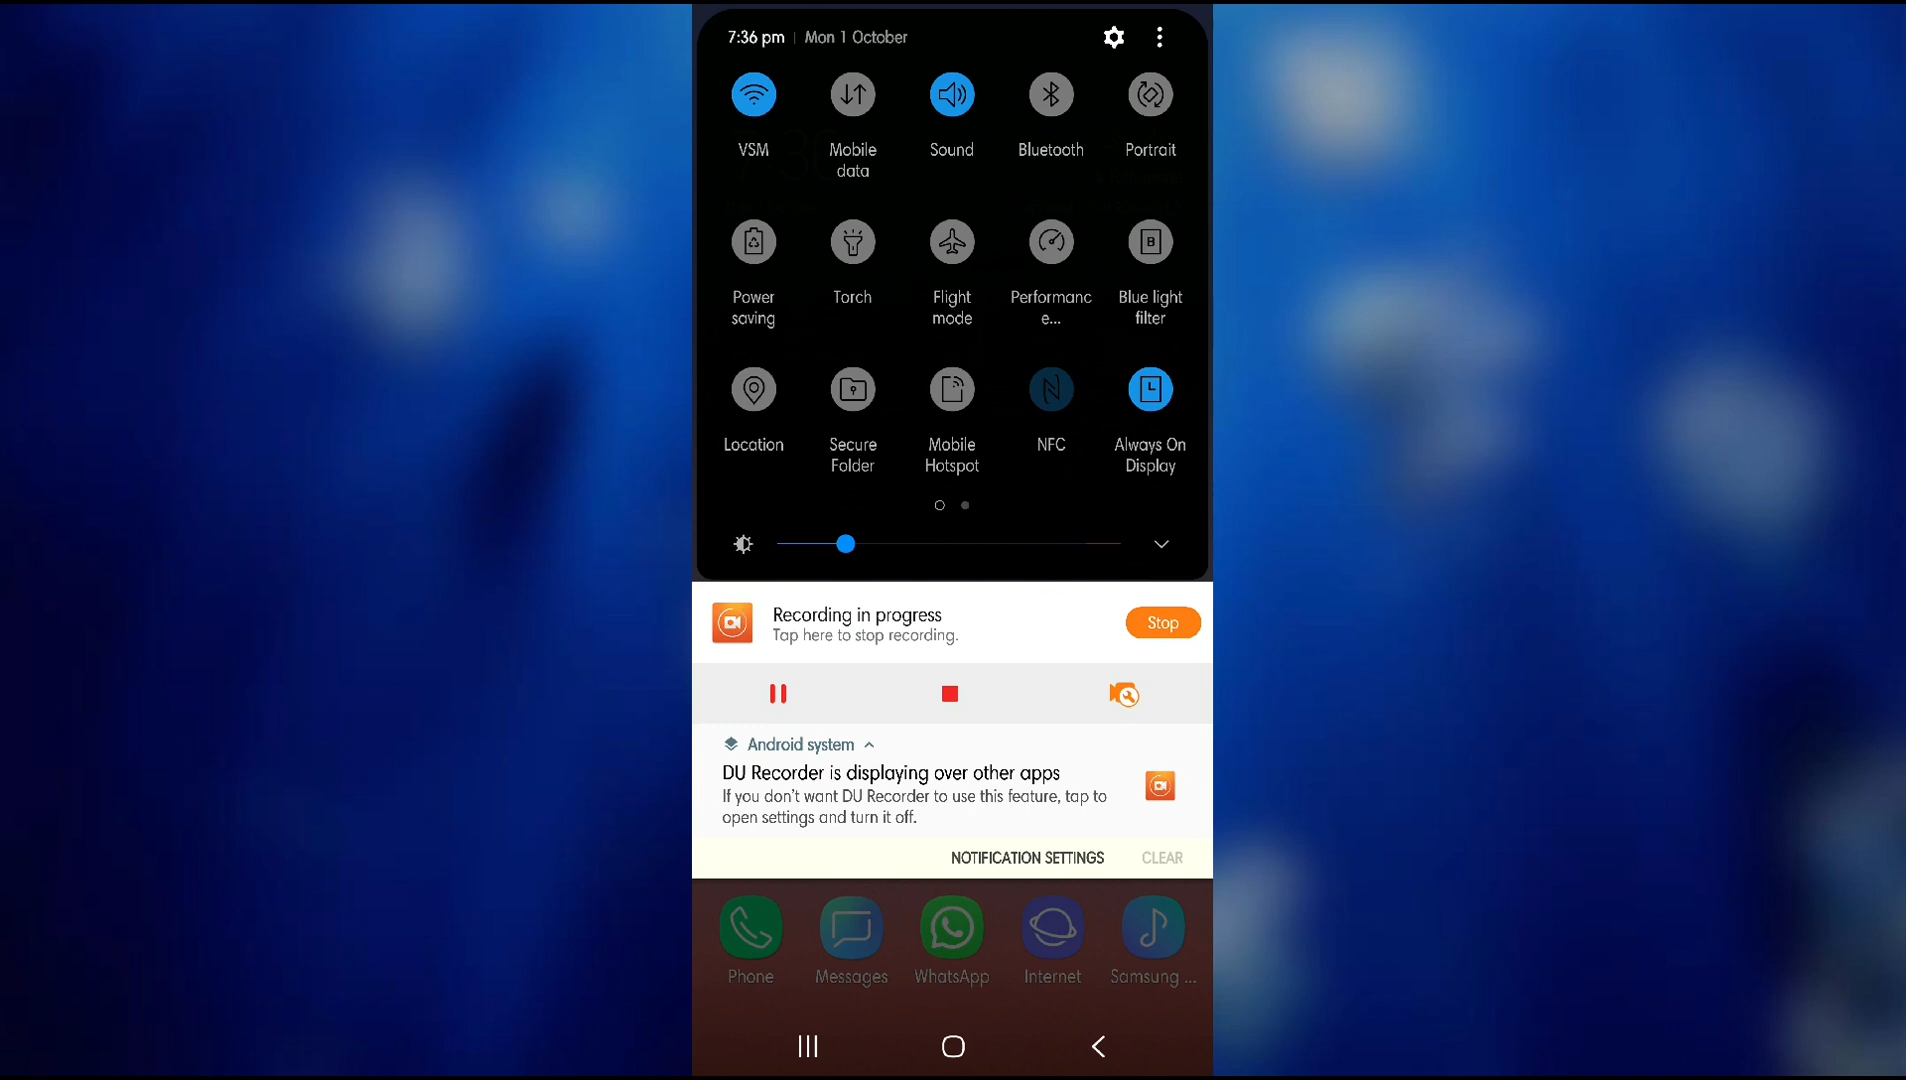 7:36 pm | Mon 1 October
VSM
Mobile
data
Sound
Bluetooth
Portrait
Power
saving
Torch
Flight
mode
Performanc
e...
Blue light
filter
Location
Secure
Folder
Mobile
Hotspot
NFC
Always On
Display
Recording in progress
Tap here to stop recording.
Stop
Android system
DU Recorder is displaying over other apps
If you don't want DU Recorder to use this feature, tap to
open settings and turn it off.
NOTIFICATION SETTINGS
CLEAR
Phone
Messages
WhatsApp
Internet
Samsung ...